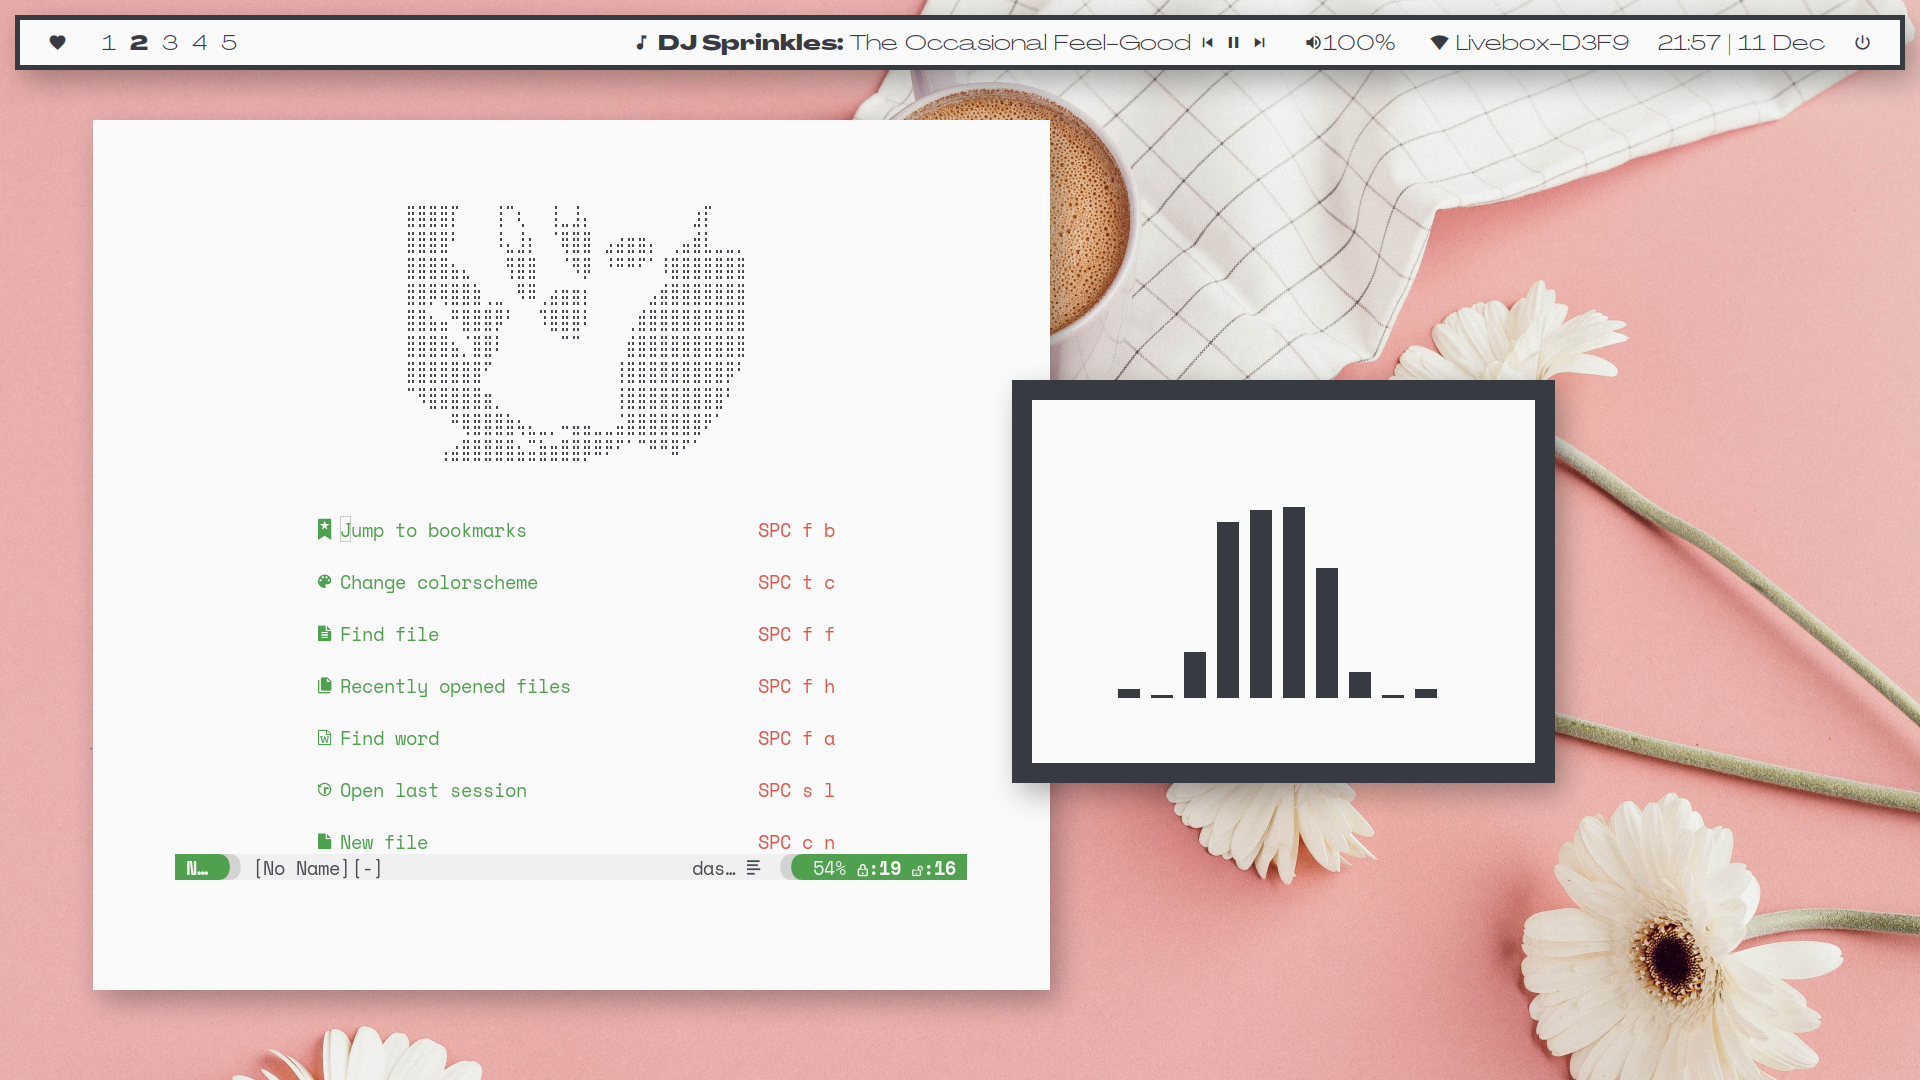 1 2 3 4 5 DJ Sprinkles: The Occasional Feel-Good 100% Livebox-D3F9 21:57 | 11 Dec
Jump to bookmarks SPC f b
Change colorscheme SPC t c
Find file SPC f f
Recently opened files SPC f h
Find word SPC f a
Open last session SPC s l
New file SPC c n
N… [No Name][-] das… 54% :19 :16